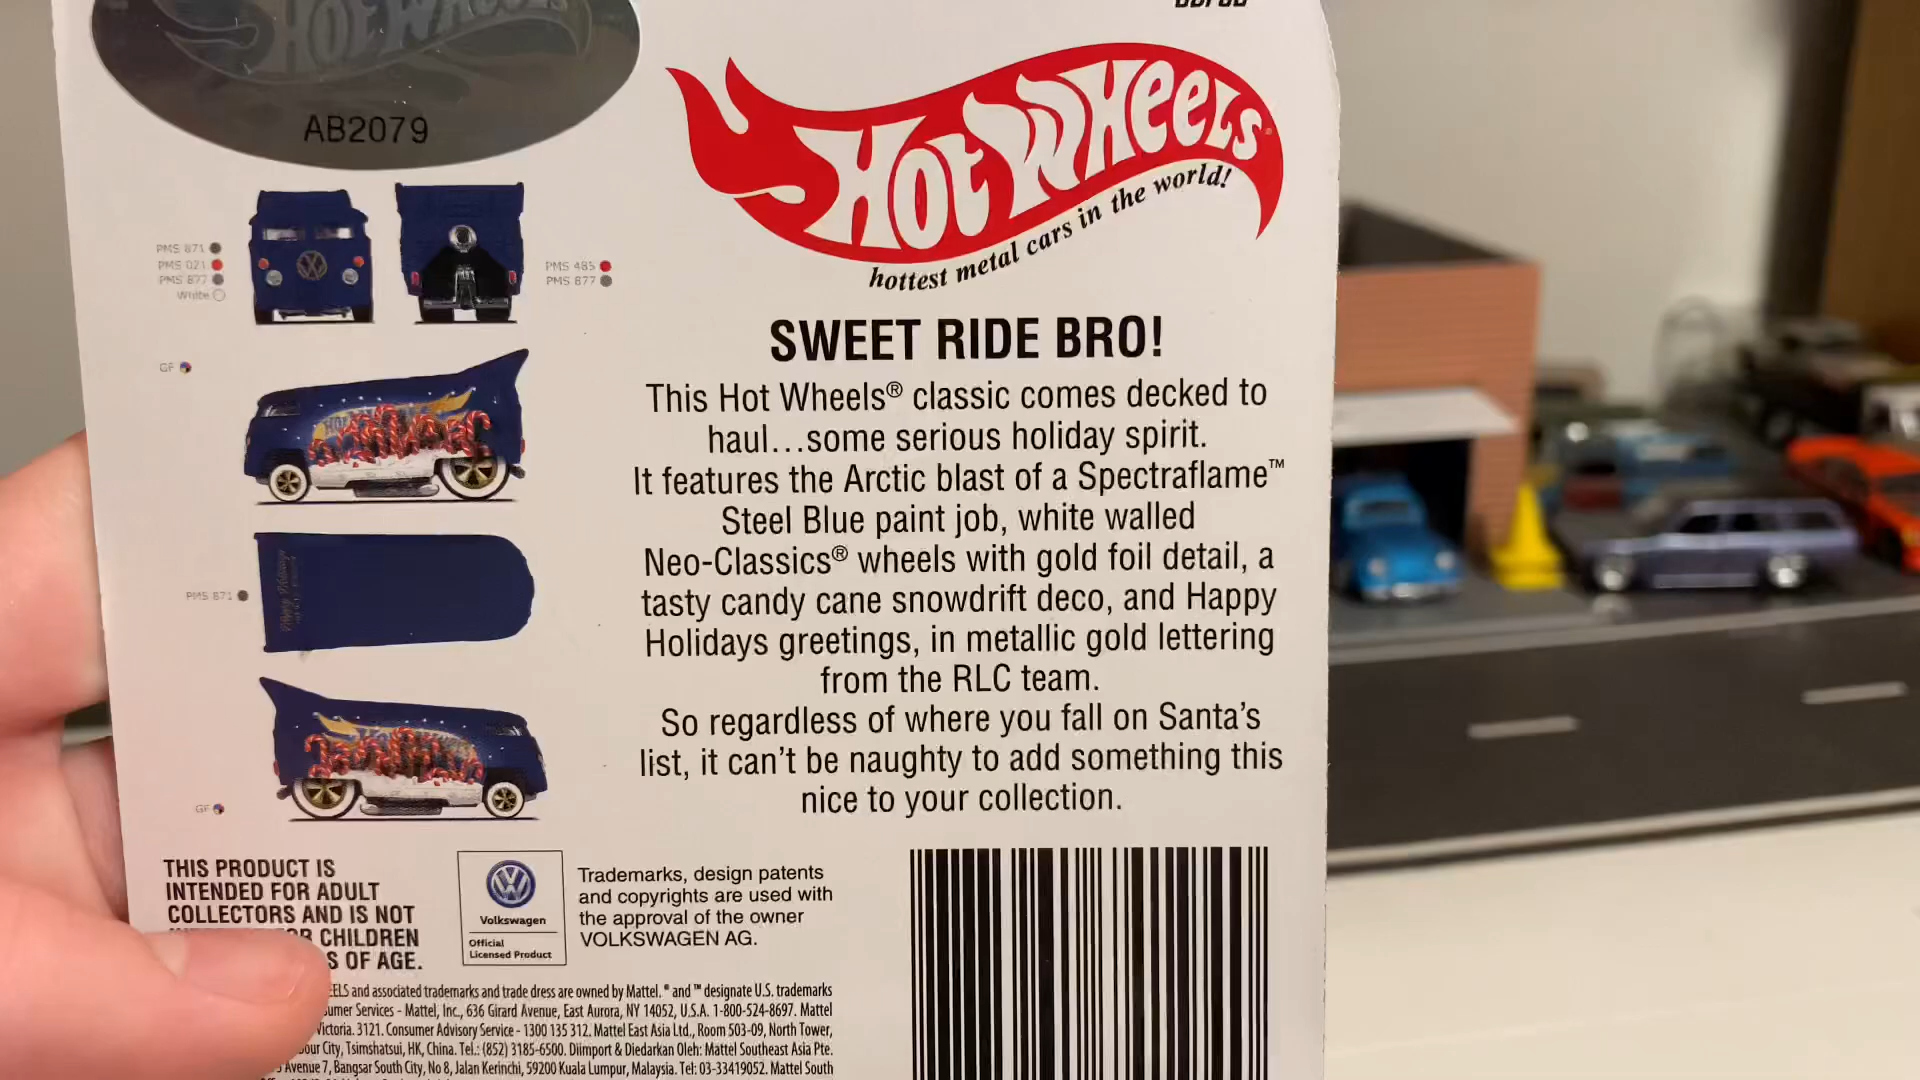 HOT WHEELS
AB2079
HOT WHEELS
hottest metal cars in the world!
PMS 871
PMS 021
PMS 877
White
PMS 485
PMS 877
GF
PMS 871
GF
SWEET RIDE BRO!
This Hot Wheels® classic comes decked to
haul...some serious holiday spirit.
It features the Arctic blast of a Spectraflame™
Steel Blue paint job, white walled
Neo-Classics® wheels with gold foil detail, a
tasty candy cane snowdrift deco, and Happy
Holidays greetings, in metallic gold lettering
from the RLC team.
So regardless of where you fall on Santa's
list, it can't be naughty to add something this
nice to your collection.
THIS PRODUCT IS
INTENDED FOR ADULT
COLLECTORS AND IS NOT
CHILDREN
OF AGE.
Volkswagen
Official
Licensed Product
Trademarks, design patents
and copyrights are used with
the approval of the owner
VOLKSWAGEN AG.
and associated trademarks and trade dress are owned by Mattel. ® and ™ designate U.S. trademarks
Services - Mattel, Inc., 636 Girard Avenue, East Aurora, NY 14052, U.S.A. 1-800-524-8697. Mattel
Victoria. 3121. Consumer Advisory Service - 1300 135 312. Mattel East Asia Ltd., Room 503-09, North Tower,
City, Tsimshatsui, HK, China. Tel.: (852) 3185-6500. Diimport & Diedarkan Oleh: Mattel Southeast Asia Pte.
Avenue 7, Bangsar South City, No 8, Jalan Kerinchi, 59200 Kuala Lumpur, Malaysia. Tel: 03-33419052. Mattel South